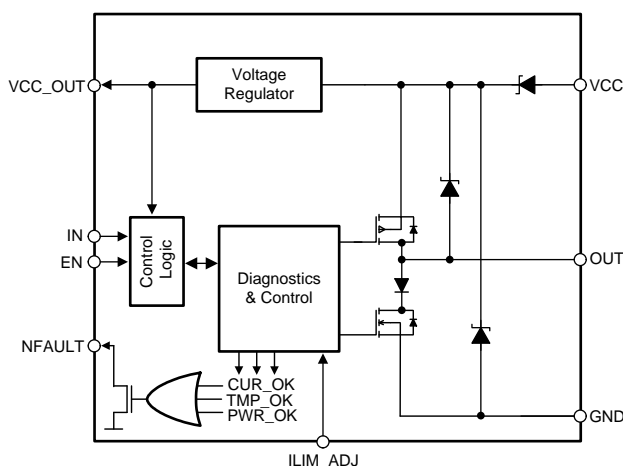 VCC_OUT
Voltage
Regulator
VCC
IN
EN
Control
Logic
Diagnostics
& Control
OUT
NFAULT
CUR_OK
TMP_OK
PWR_OK
GND
ILIM_ADJ